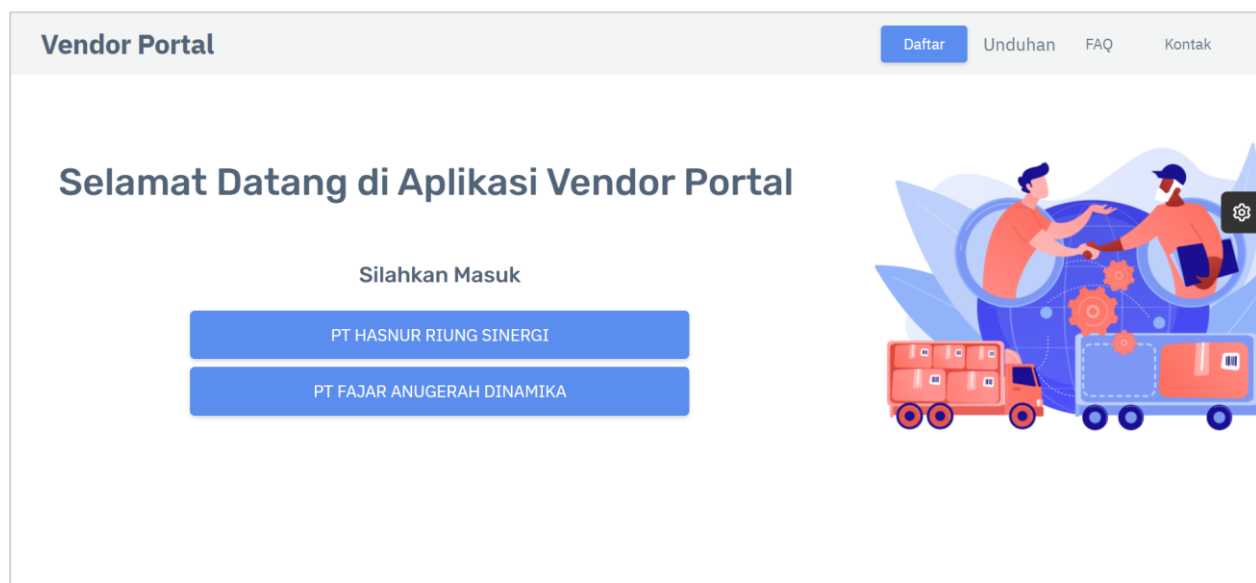 Vendor Portal
Daftar
Unduhan
FAQ
Kontak
Selamat Datang di Aplikasi Vendor Portal
Silahkan Masuk
PT HASNUR RIUNG SINERGI
PT FAJAR ANUGERAH DINAMIKA